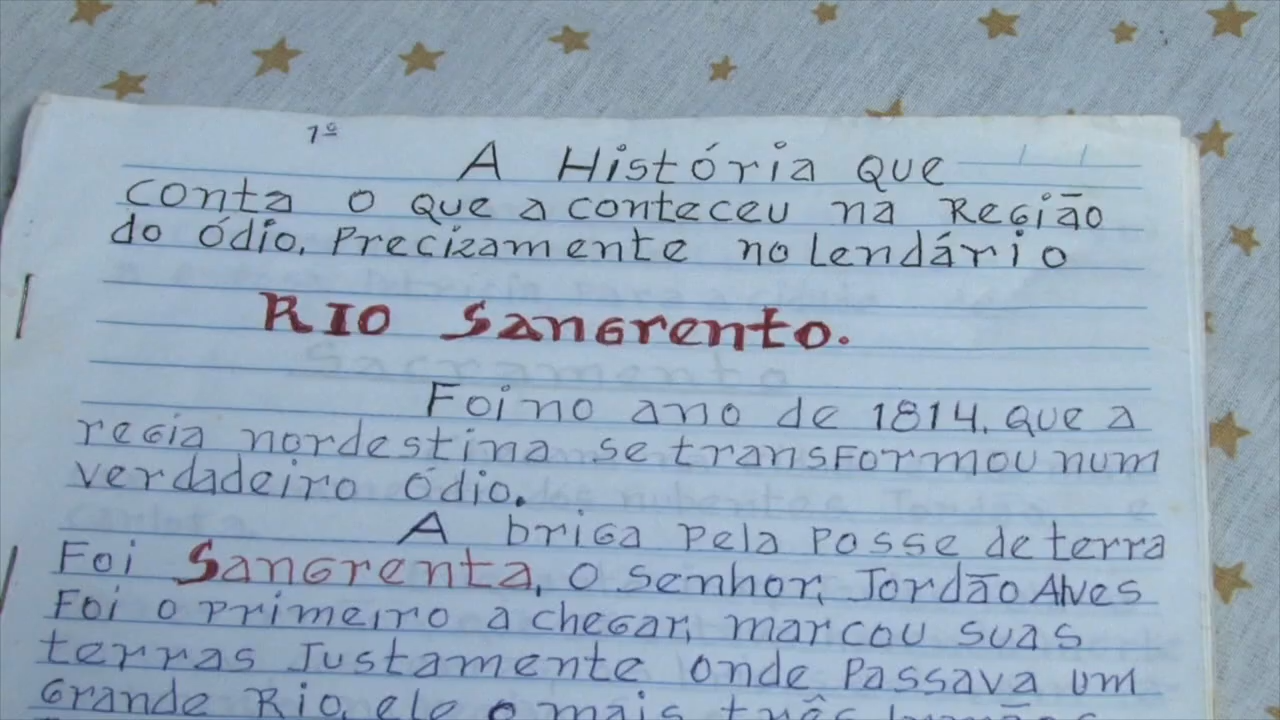 1º
A História que
conta o que aconteceu na Região
do ódio, Precizamente no lendário
RIO Sangrento.
Foi no ano de 1814, que a
regia nordestina se transformou num
verdadeiro ódio.
A briga pela posse de terra
Foi Sangrenta, o senhor, Jordão Alves
Foi o primeiro a chegar, marcou suas
terras Justamente onde Passava um
Grande Rio, ele o mais três